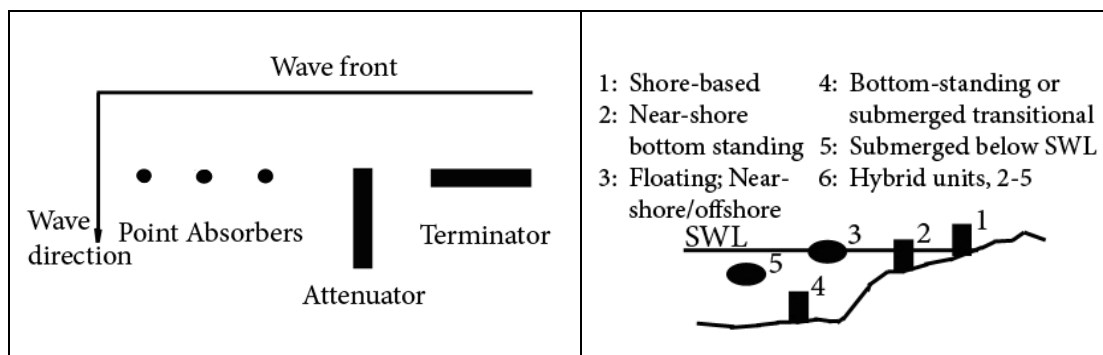 Wave front
Wave
direction
Point Absorbers
Attenuator
Terminator
1: Shore-based
2: Near-shore
bottom standing
3: Floating; Near-
shore/offshore
4: Bottom-standing or
submerged transitional
5: Submerged below SWL
6: Hybrid units, 2-5
SWL
1
2
3
5
4